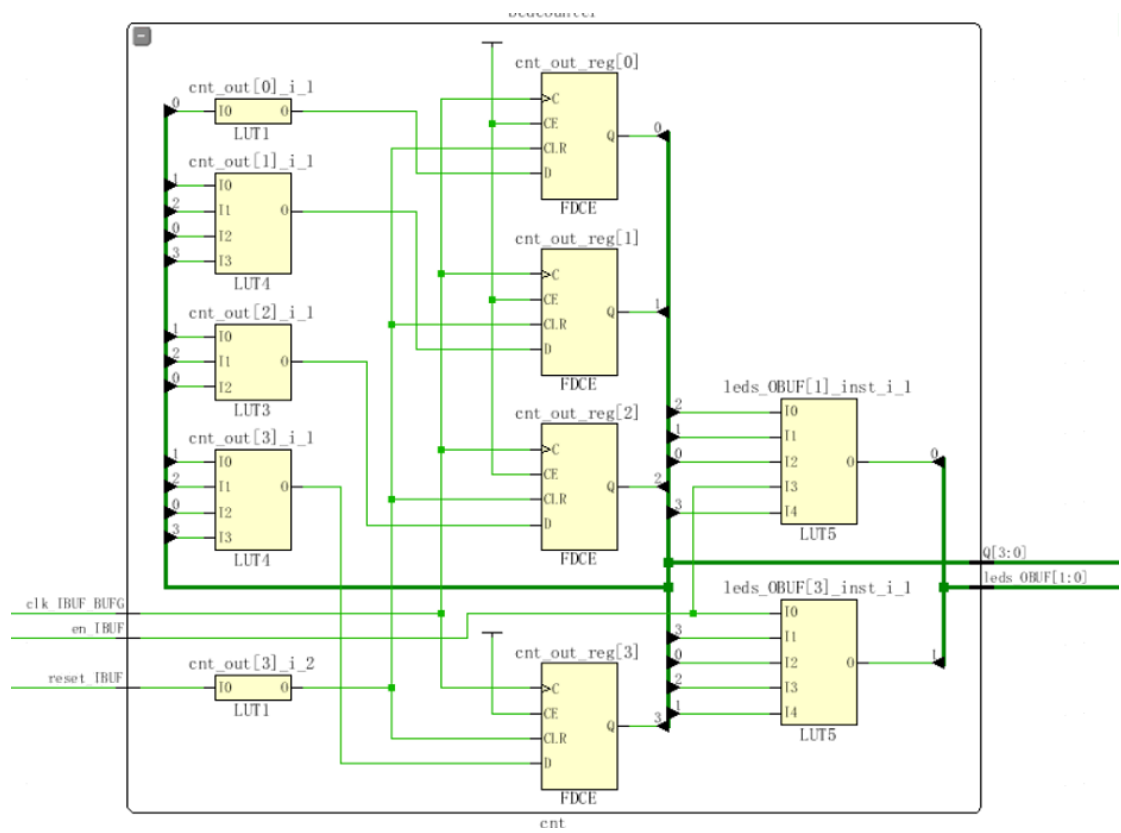 cnt_out[0]_i_1
0
I0
O
LUT1
cnt_out[1]_i_1
1
I0
2
I1
O
0
I2
3
I3
LUT4
cnt_out[2]_i_1
1
I0
2
I1
O
0
I2
LUT3
cnt_out[3]_i_1
1
I0
2
I1
O
0
I2
3
I3
LUT4
clk_IBUF_BUFG
en_IBUF
reset_IBUF
cnt_out[3]_i_2
I0
O
LUT1
cnt_out_reg[0]
C
CE
Q
0
CLR
D
FDCE
cnt_out_reg[1]
C
CE
Q
1
CLR
D
FDCE
cnt_out_reg[2]
C
CE
Q
2
CLR
D
FDCE
cnt_out_reg[3]
C
CE
Q
3
CLR
D
FDCE
leds_OBUF[1]_inst_i_1
2
I0
1
I1
0
I2
O
0
I3
3
I4
LUT5
Q[3:0]
leds_OBUF[1:0]
leds_OBUF[3]_inst_i_1
I0
3
I1
0
I2
O
1
2
I3
1
I4
LUT5
cnt